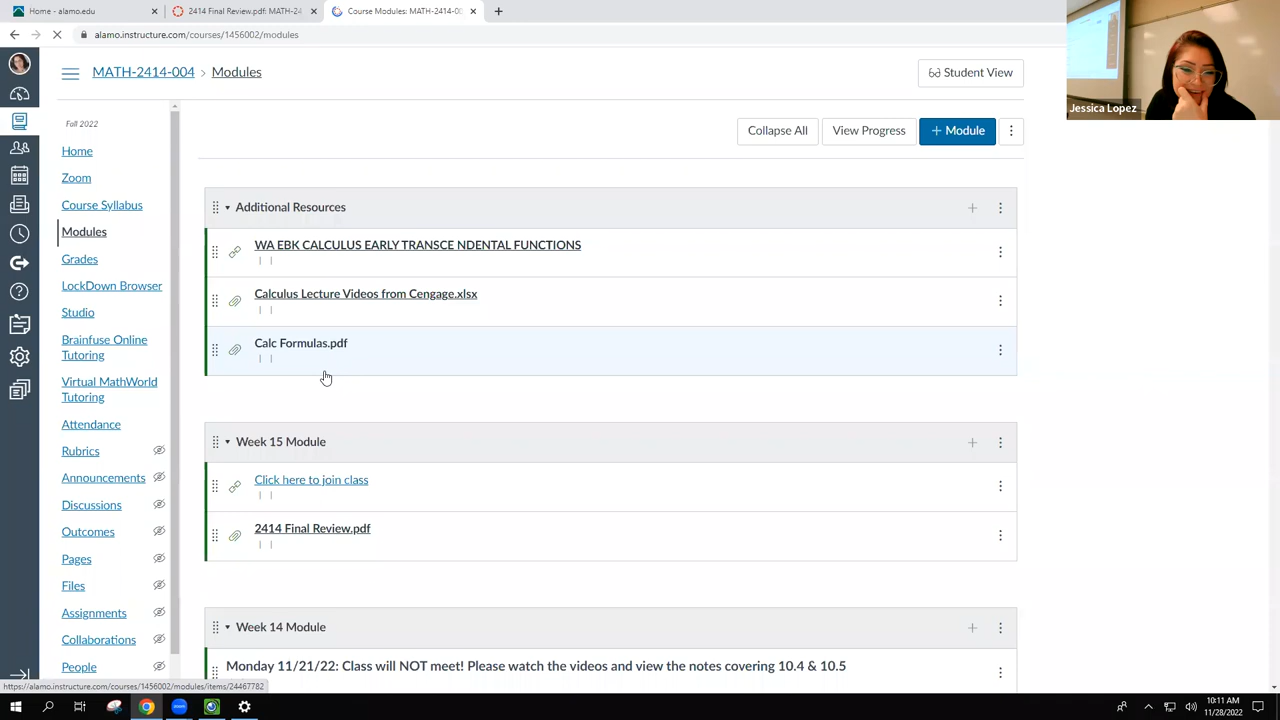 Home - alamo.edu
2414 Final Review.pdf: MATH-24
Course Modules: MATH-2414-00
alamo.instructure.com/courses/1456002/modules
MATH-2414-004 > Modules
Student View
Jessica Lopez
Fall 2022
Collapse All
View Progress
+ Module
Home
Zoom
Course Syllabus
Modules
Grades
LockDown Browser
Studio
Brainfuse Online
Tutoring
Virtual MathWorld
Tutoring
Attendance
Rubrics
Announcements
Discussions
Outcomes
Pages
Files
Assignments
Collaborations
People
Additional Resources
WA EBK CALCULUS EARLY TRANSCE NDENTAL FUNCTIONS
Calculus Lecture Videos from Cengage.xlsx
Calc Formulas.pdf
Week 15 Module
Click here to join class
2414 Final Review.pdf
Week 14 Module
Monday 11/21/22: Class will NOT meet! Please watch the videos and view the notes covering 10.4 & 10.5
https://alamo.instructure.com/courses/1456002/modules/items/24467782
10:11 AM
11/28/2022